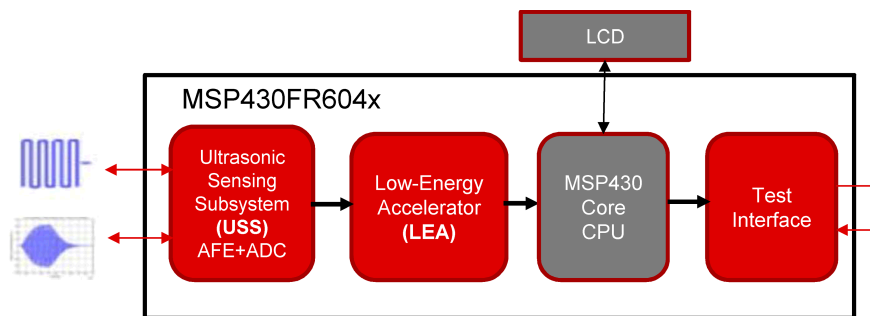 LCD
MSP430FR604x
Ultrasonic
Sensing
Subsystem
(USS)
AFE+ADC
Low-Energy
Accelerator
(LEA)
MSP430
Core
CPU
Test
Interface